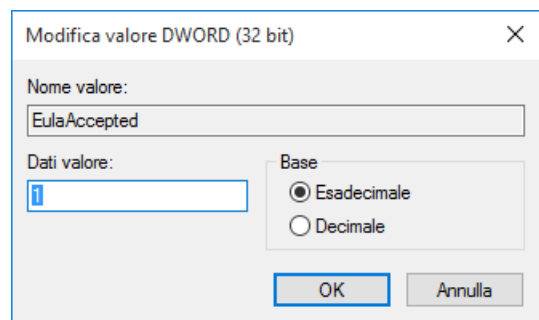 Modifica valore DWORD (32 bit)
Nome valore:
EulaAccepted
Dati valore:
1
Base
Esadecimale
Decimale
OK
Annulla